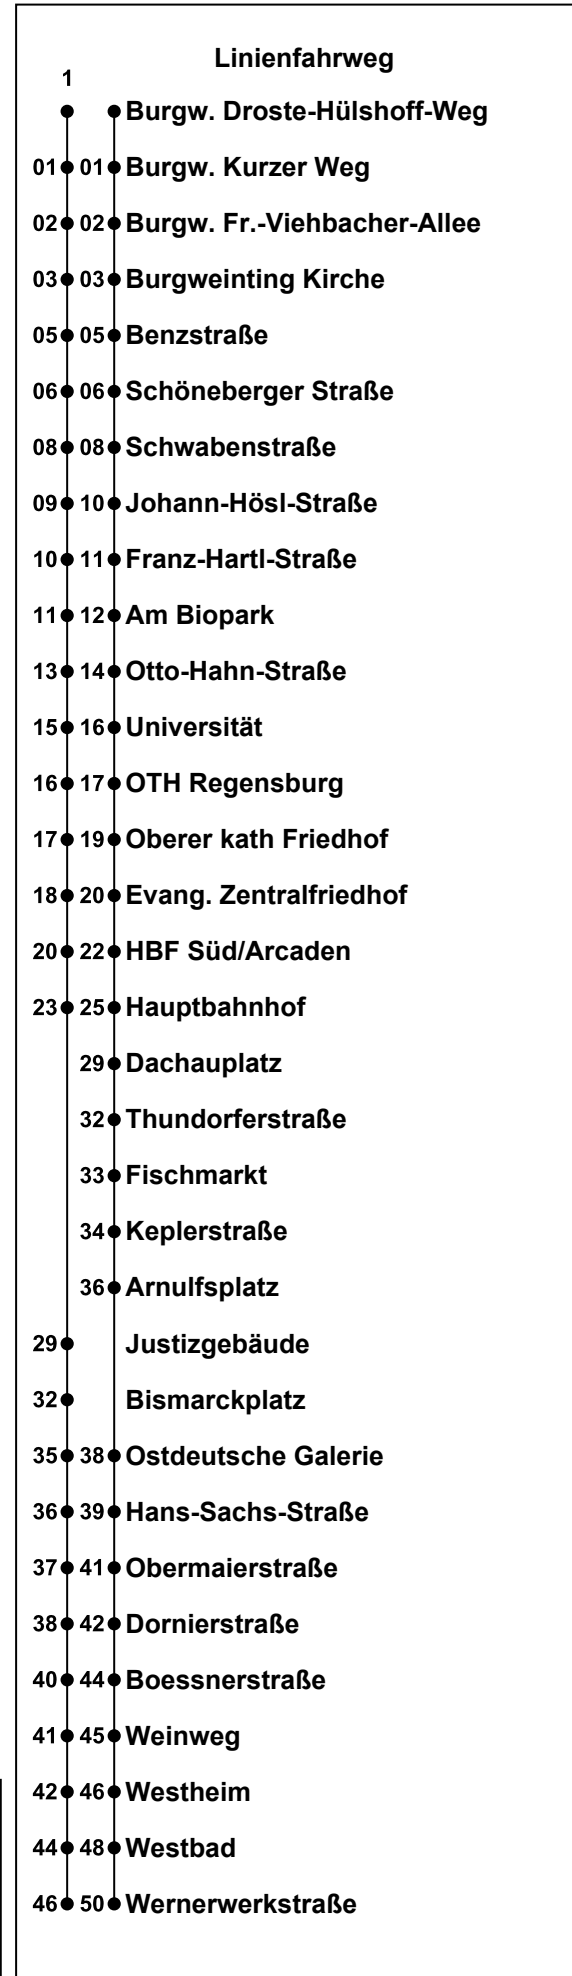 Linienfahrweg
1
Burgw. Droste-Hülshoff-Weg
01 01 Burgw. Kurzer Weg
02 02 Burgw. Fr.-Viehbacher-Allee
03 03 Burgweinting Kirche
05 05 Benzstraße
06 06 Schöneberger Straße
08 08 Schwabenstraße
09 10 Johann-Hösl-Straße
10 11 Franz-Hartl-Straße
11 12 Am Biopark
13 14 Otto-Hahn-Straße
15 16 Universität
16 17 OTH Regensburg
17 19 Oberer kath Friedhof
18 20 Evang. Zentralfriedhof
20 22 HBF Süd/Arcaden
23 25 Hauptbahnhof
29 Dachauplatz
32 Thundorferstraße
33 Fischmarkt
34 Keplerstraße
36 Arnulfsplatz
29 Justizgebäude
32 Bismarckplatz
35 38 Ostdeutsche Galerie
36 39 Hans-Sachs-Straße
37 41 Obermaierstraße
38 42 Dornierstraße
40 44 Boessnerstraße
41 45 Weinweg
42 46 Westheim
44 48 Westbad
46 50 Wernerwerkstraße